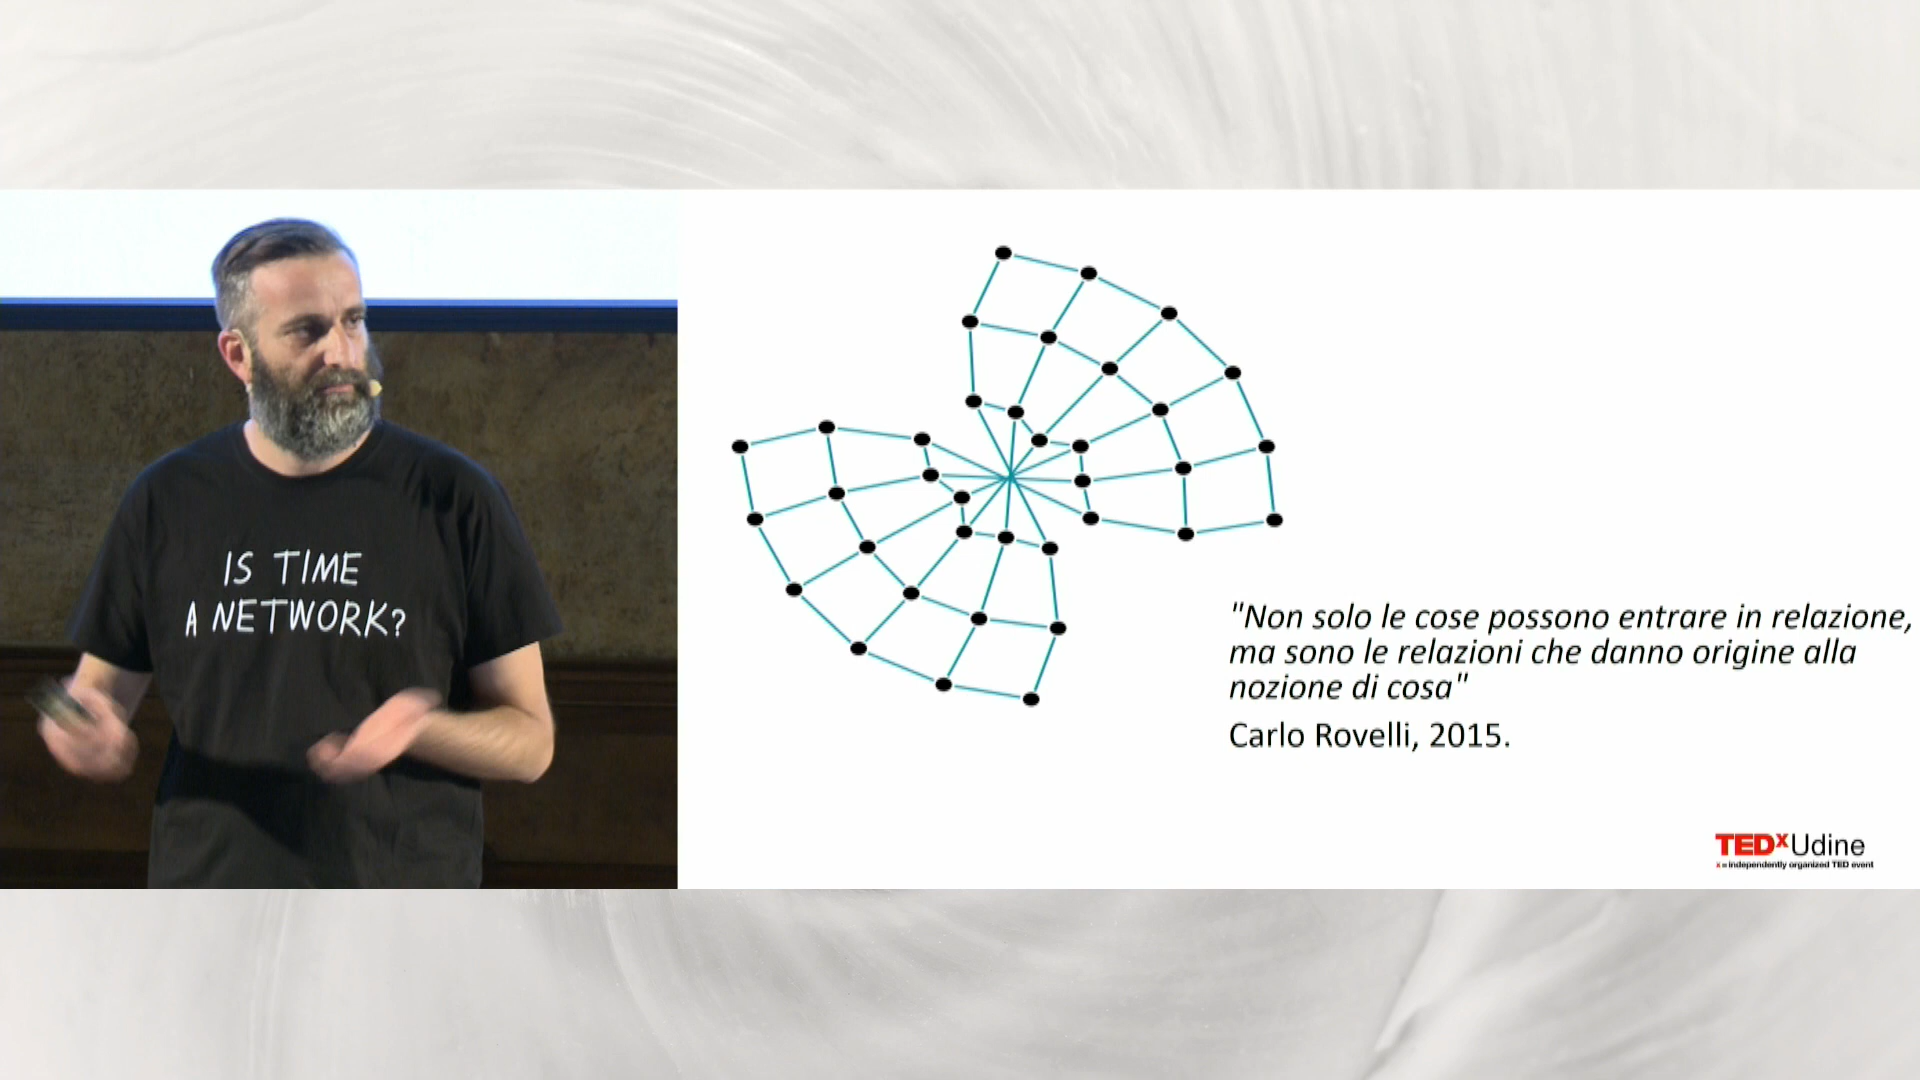 IS TIME
A NETWORK?
"Non solo le cose possono entrare in relazione,
ma sono le relazioni che danno origine alla
nozione di cosa"
Carlo Rovelli, 2015.
TEDxUdine
x = independently organized TED event